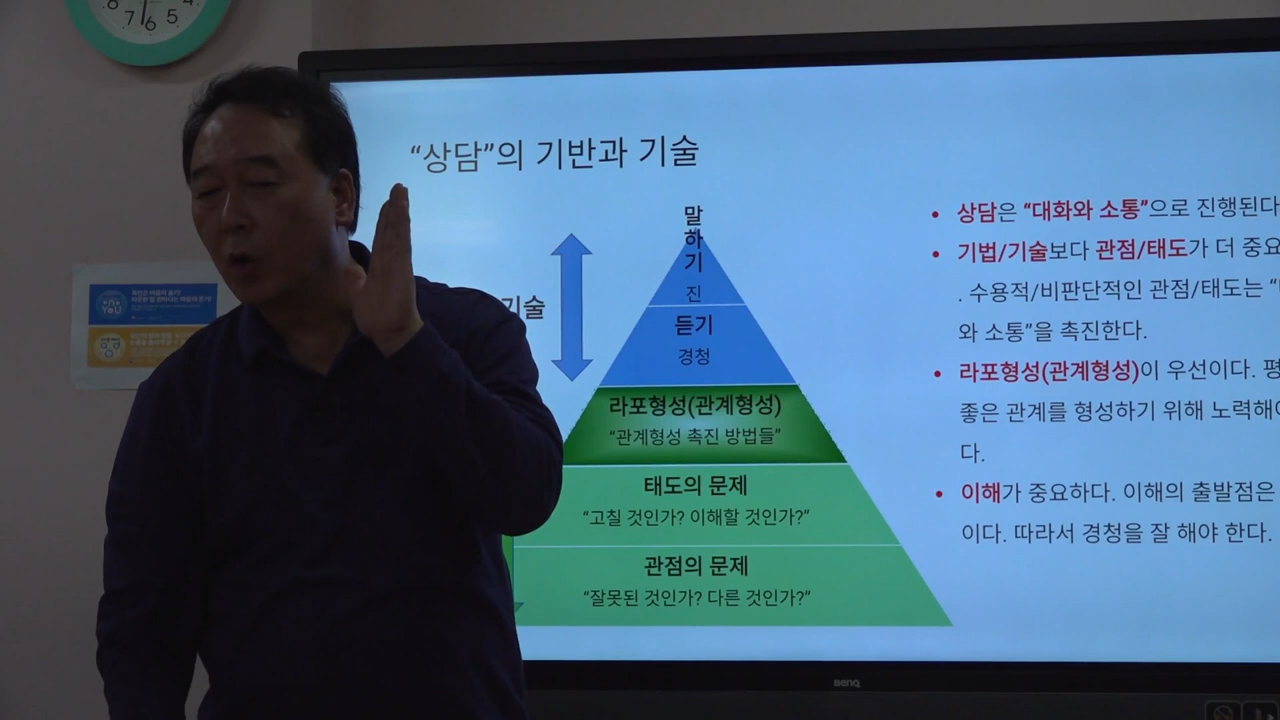 “상담”의 기반과 기술
말
하
기
진
기술
듣기
경청
라포형성(관계형성)
“관계형성 촉진 방법들”
태도의 문제
“고칠 것인가? 이해할 것인가?”
관점의 문제
“잘못된 것인가? 다른 것인가?”
• 상담은 “대화와 소통”으로 진행된다
• 기법/기술보다 관점/태도가 더 중요
. 수용적/비판단적인 관점/태도는 “
와 소통”을 촉진한다.
• 라포형성(관계형성)이 우선이다. 평
좋은 관계를 형성하기 위해 노력해야
다.
• 이해가 중요하다. 이해의 출발점은
이다. 따라서 경청을 잘 해야 한다.
BenQ
8 7 6 5 4
YOU